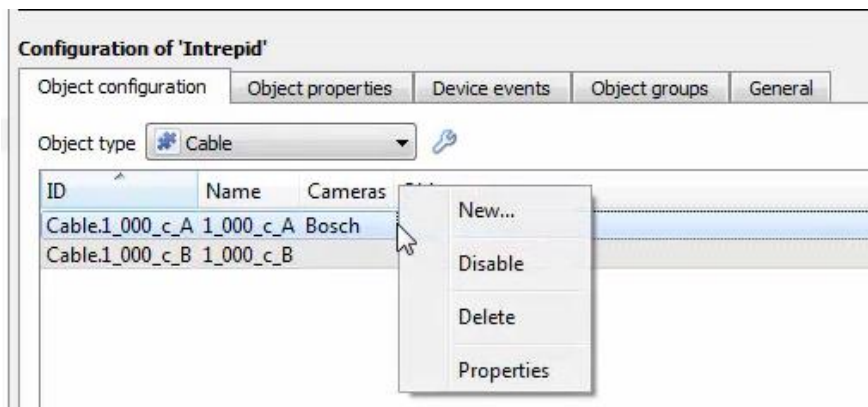 Configuration of 'Intrepid'
Object configuration Object properties Device events Object groups General
Object type Cable
ID Name Cameras
Cable.1_000_c_A 1_000_c_A Bosch
Cable.1_000_c_B 1_000_c_B
New...
Disable
Delete
Properties